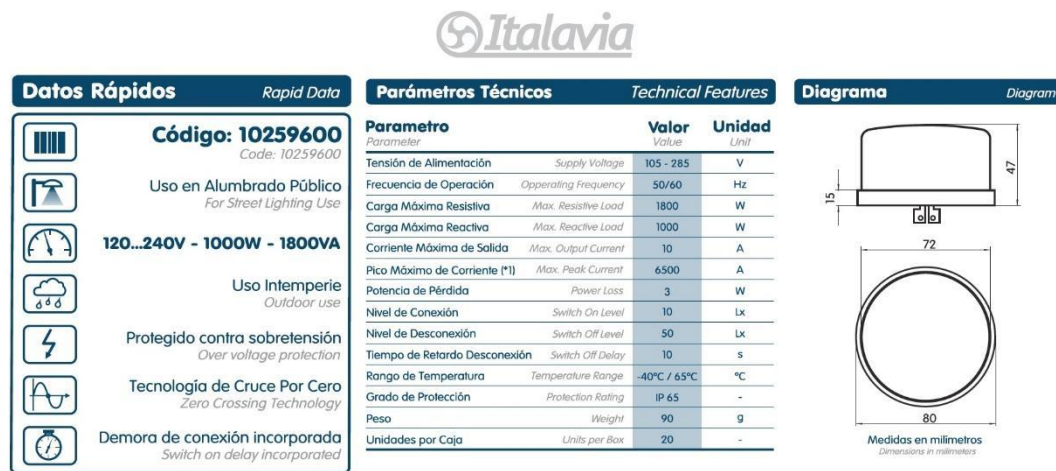 Italavia
Datos Rápidos Rapid Data
Código: 10259600
Code: 10259600
Uso en Alumbrado Público
For Street Lighting Use
120...240V - 1000W - 1800VA
Uso Intemperie
Outdoor use
Protegido contra sobretensión
Over voltage protection
Tecnología de Cruce Por Cero
Zero Crossing Technology
Demora de conexión incorporada
Switch on delay incorporated
Parámetros Técnicos Technical Features
Parametro Valor Unidad
Parameter Value Unit
Tensión de Alimentación Supply Voltage 105 - 285 V
Frecuencia de Operación Opperating Frequency 50/60 Hz
Carga Máxima Resistiva Max. Resistive Load 1800 W
Carga Máxima Reactiva Max. Reactive Load 1000 W
Corriente Máxima de Salida Max. Output Current 10 A
Pico Máximo de Corriente (*1) Max. Peak Current 6500 A
Potencia de Pérdida Power Loss 3 W
Nivel de Conexión Switch On Level 10 Lx
Nivel de Desconexión Switch Off Level 50 Lx
Tiempo de Retardo Desconexión Switch Off Delay 10 s
Rango de Temperatura Temperature Range -40ºC / 65ºC ºC
Grado de Protección Protection Rating IP 65 -
Peso Weight 90 g
Unidades por Caja Units per Box 20 -
Diagrama Diagram
47
15
72
80
Medidas en milimetros
Dimensions in milimeters